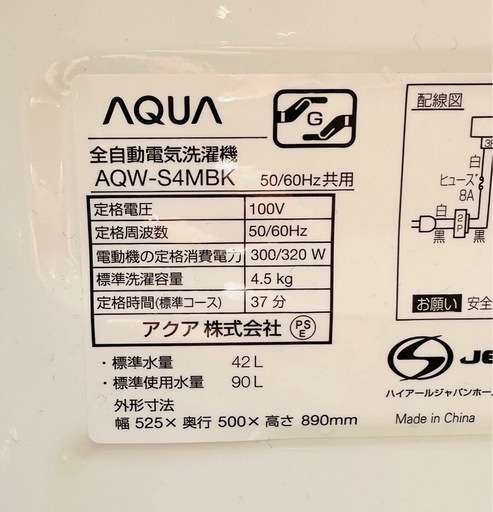 AQUA
G
全自動電気洗濯機
AQW-S4MBK 50/60Hz共用
定格電圧 100V
定格周波数 50/60Hz
電動機の定格消費電力 300/320 W
標準洗濯容量 4.5 kg
定格時間(標準コース) 37 分
アクア株式会社 PSE
・標準水量 42 L
・標準使用水量 90 L
外形寸法
幅 525× 奥行 500× 高さ 890mm
配線図
白
ヒューズ
8A
白
2P
黒
黒
お願い 安全
ハイアールジャパンホー
Made in China